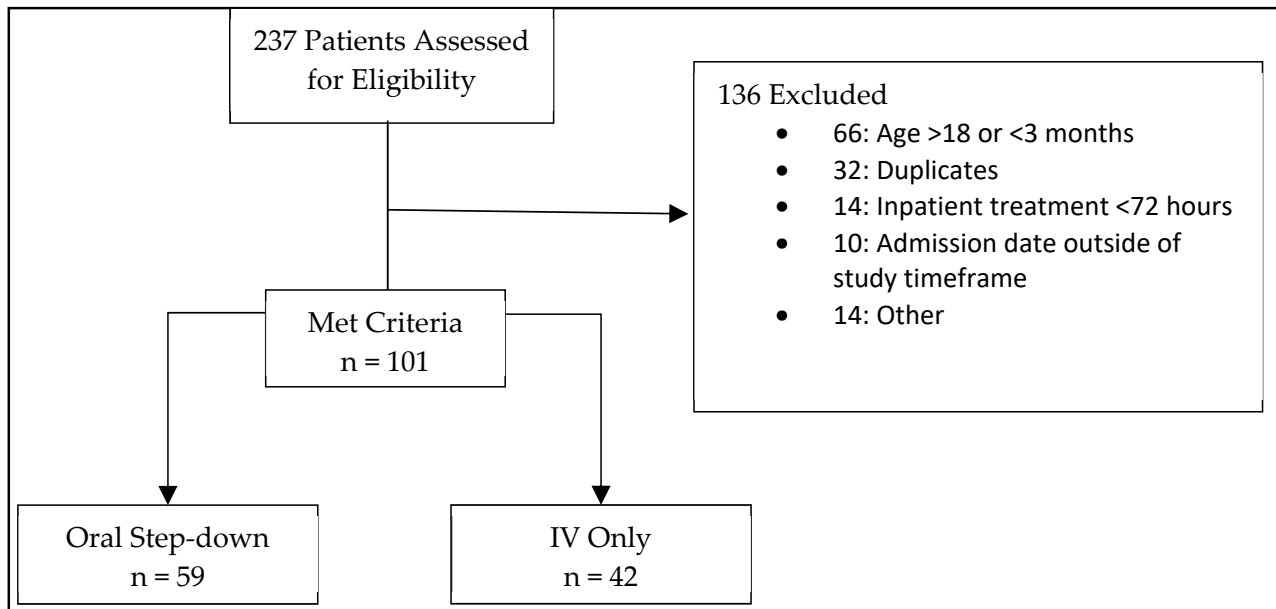 237 Patients Assessed
for Eligibility
136 Excluded
• 66: Age >18 or <3 months
• 32: Duplicates
• 14: Inpatient treatment <72 hours
• 10: Admission date outside of
study timeframe
• 14: Other
Met Criteria
n = 101
Oral Step-down
n = 59
IV Only
n = 42